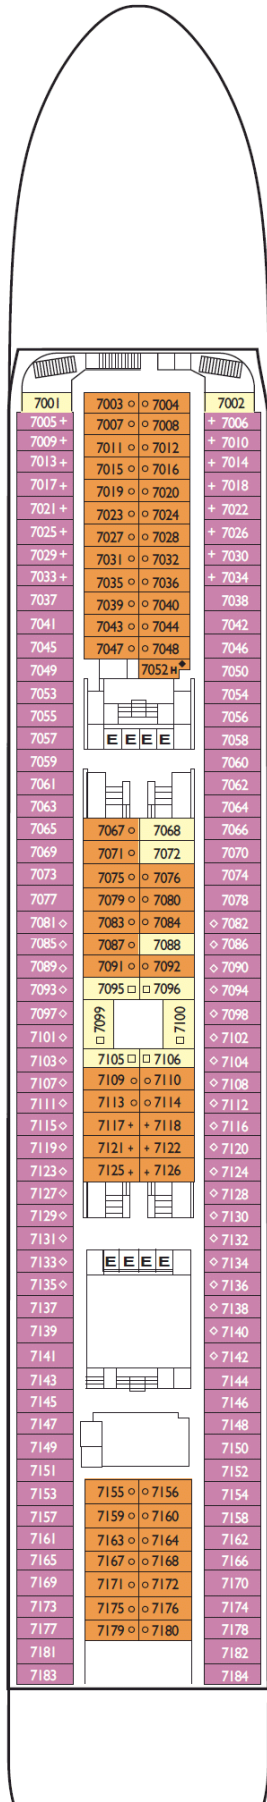 7001 7003 ○ ○ 7004 7002
7005 + 7007 ○ ○ 7008 + 7006
7009 + 7011 ○ ○ 7012 + 7010
7013 + 7015 ○ ○ 7016 + 7014
7017 + 7019 ○ ○ 7020 + 7018
7021 + 7023 ○ ○ 7024 + 7022
7025 + 7027 ○ ○ 7028 + 7026
7029 + 7031 ○ ○ 7032 + 7030
7033 + 7035 ○ ○ 7036 + 7034
7037 7039 ○ ○ 7040 7038
7041 7043 ○ ○ 7044 7042
7045 7047 ○ ○ 7048 7046
7049 7052 H ◆ 7050
7053 7054
7055 7056
7057 E E E E 7058
7059 7060
7061 7062
7063 7064
7065 7067 ○ 7068 7066
7069 7071 ○ 7072 7070
7073 7075 ○ ○ 7076 7074
7077 7079 ○ ○ 7080 7078
7081 ◇ 7083 ○ ○ 7084 ◇ 7082
7085 ◇ 7087 ○ 7088 ◇ 7086
7089 ◇ 7091 ○ ○ 7092 ◇ 7090
7093 ◇ 7095 □ □ 7096 ◇ 7094
7097 ◇ □ 7099 □ 7100 ◇ 7098
7101 ◇ ◇ 7102
7103 ◇ 7105 □ □ 7106 ◇ 7104
7107 ◇ 7109 ○ ○ 7110 ◇ 7108
7111 ◇ 7113 ○ ○ 7114 ◇ 7112
7115 ◇ 7117 + + 7118 ◇ 7116
7119 ◇ 7121 + + 7122 ◇ 7120
7123 ◇ 7125 + + 7126 ◇ 7124
7127 ◇ ◇ 7128
7129 ◇ ◇ 7130
7131 ◇ ◇ 7132
7133 ◇ E E E E ◇ 7134
7135 ◇ ◇ 7136
7137 ◇ 7138
7139 ◇ 7140
7141 ◇ 7142
7143 7144
7145 7146
7147 7148
7149 7150
7151 7152
7153 7155 ○ ○ 7156 7154
7157 7159 ○ ○ 7160 7158
7161 7163 ○ ○ 7164 7162
7165 7167 ○ ○ 7168 7166
7169 7171 ○ ○ 7172 7170
7173 7175 ○ ○ 7176 7174
7177 7179 ○ ○ 7180 7178
7181 7182
7183 7184